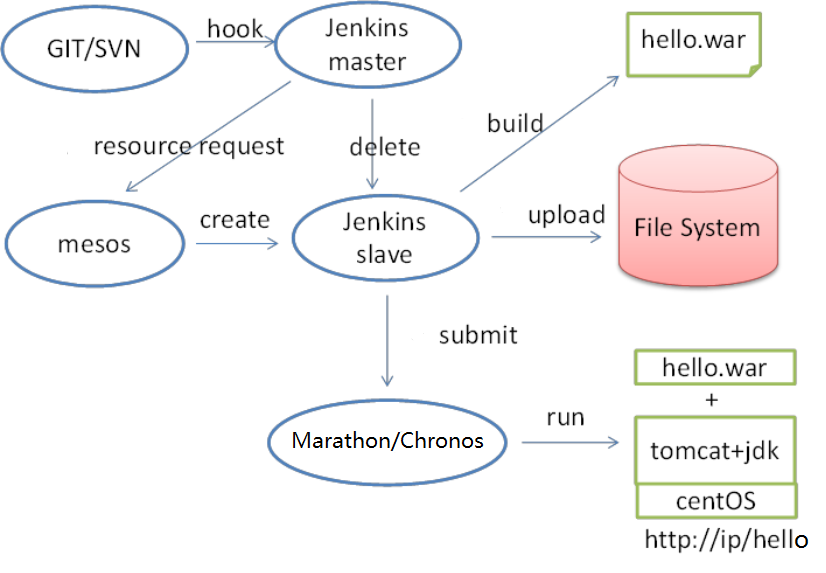 GIT/SVN
hook
Jenkins
master
hello.war
resource request
delete
build
mesos
create
Jenkins
slave
upload
File System
submit
Marathon/Chronos
run
hello.war
+
tomcat+jdk
centOS
http://ip/hello